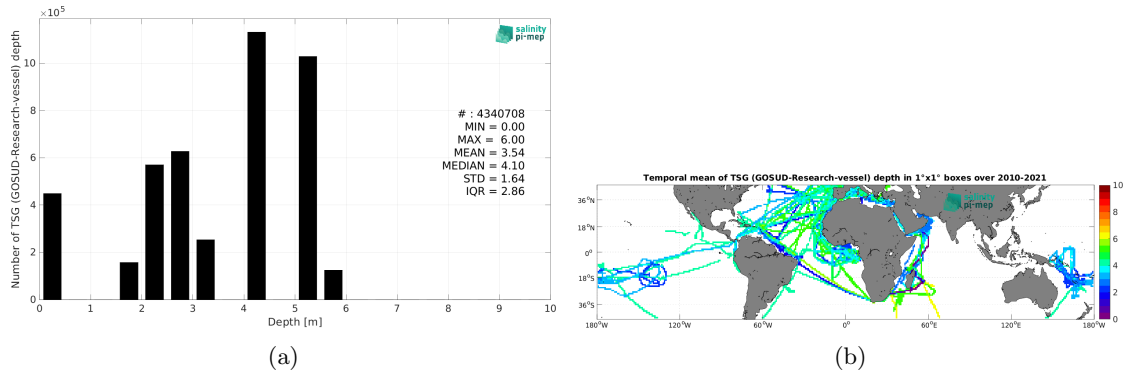 ×10⁵
salinity
pi-mep
Number of TSG (GOSUD-Research-vessel) depth
10
8
6
4
2
0
# : 4340708
MIN = 0.00
MAX = 6.00
MEAN = 3.54
MEDIAN = 4.10
STD = 1.64
IQR = 2.86
0 1 2 3 4 5 6 7 8 9 10
Depth [m]
(a)
Temporal mean of TSG (GOSUD-Research-vessel) depth in 1°x1° boxes over 2010-2021
salinity
pi-mep
36°N
18°N
0°
18°S
36°S
180°W 120°W 60°W 0° 60°E 120°E 180°W
10
8
6
4
2
0
(b)